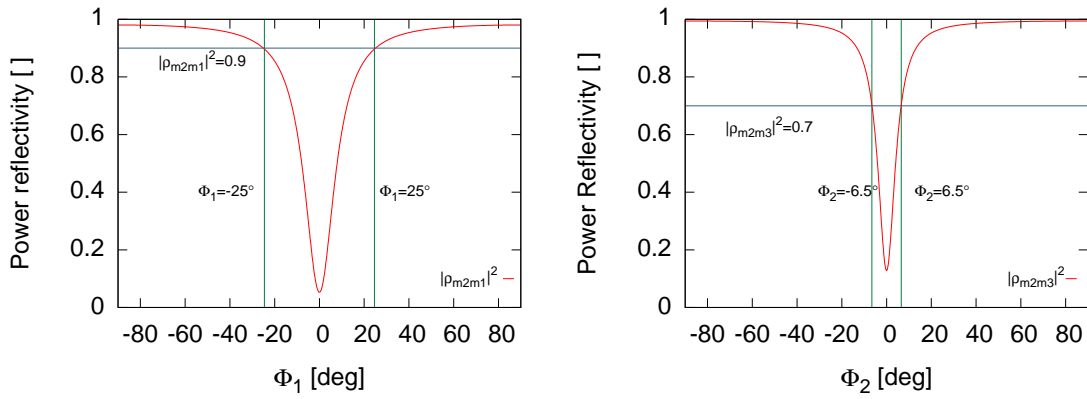 Power reflectivity [ ]
1
0.8
0.6
0.4
0.2
0
|ρm2m1|²=0.9
Φ1=-25°
Φ1=25°
|ρm2m1|²
-80 -60 -40 -20 0 20 40 60 80
Φ1 [deg]
Power Reflectivity [ ]
1
0.8
0.6
0.4
0.2
0
|ρm2m3|²=0.7
Φ2=-6.5°
Φ2=6.5°
|ρm2m3|²
-80 -60 -40 -20 0 20 40 60 80
Φ2 [deg]